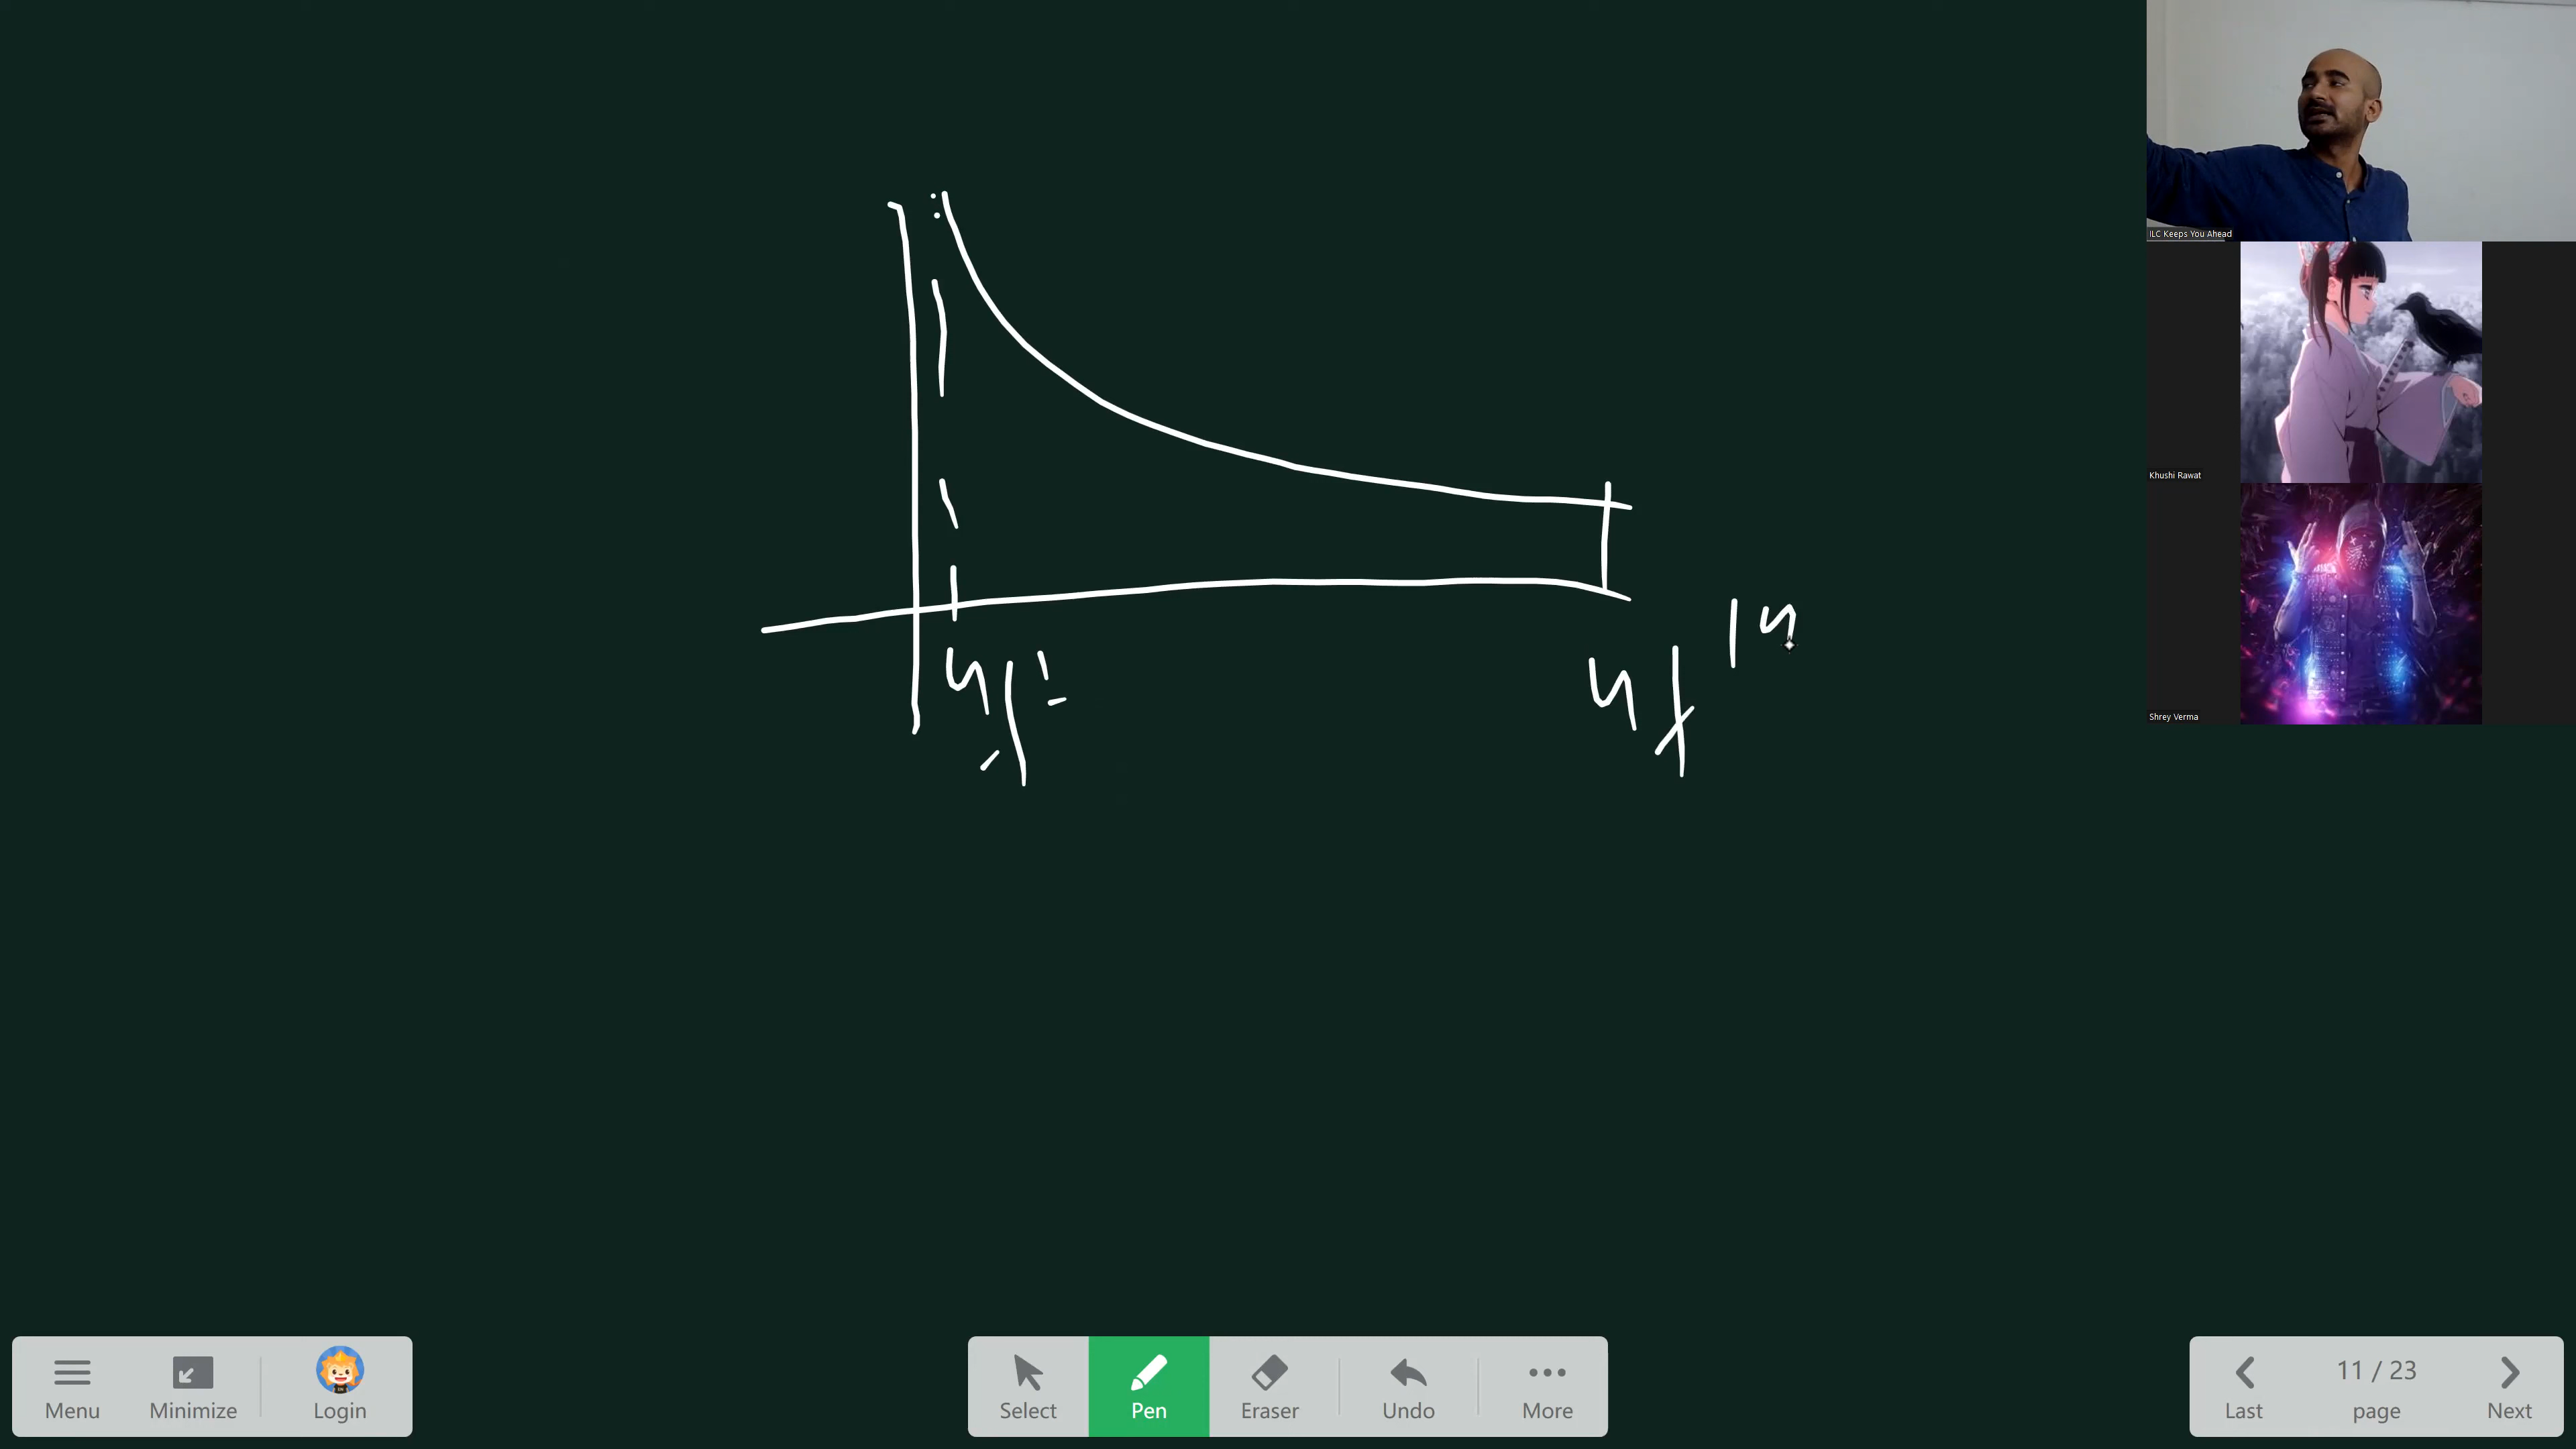 ILC Keeps You Ahead
Khushi Rawat
Shrey Verma
Menu
Minimize
Login
Select
Pen
Eraser
Undo
More
Last
11 / 23
page
Next